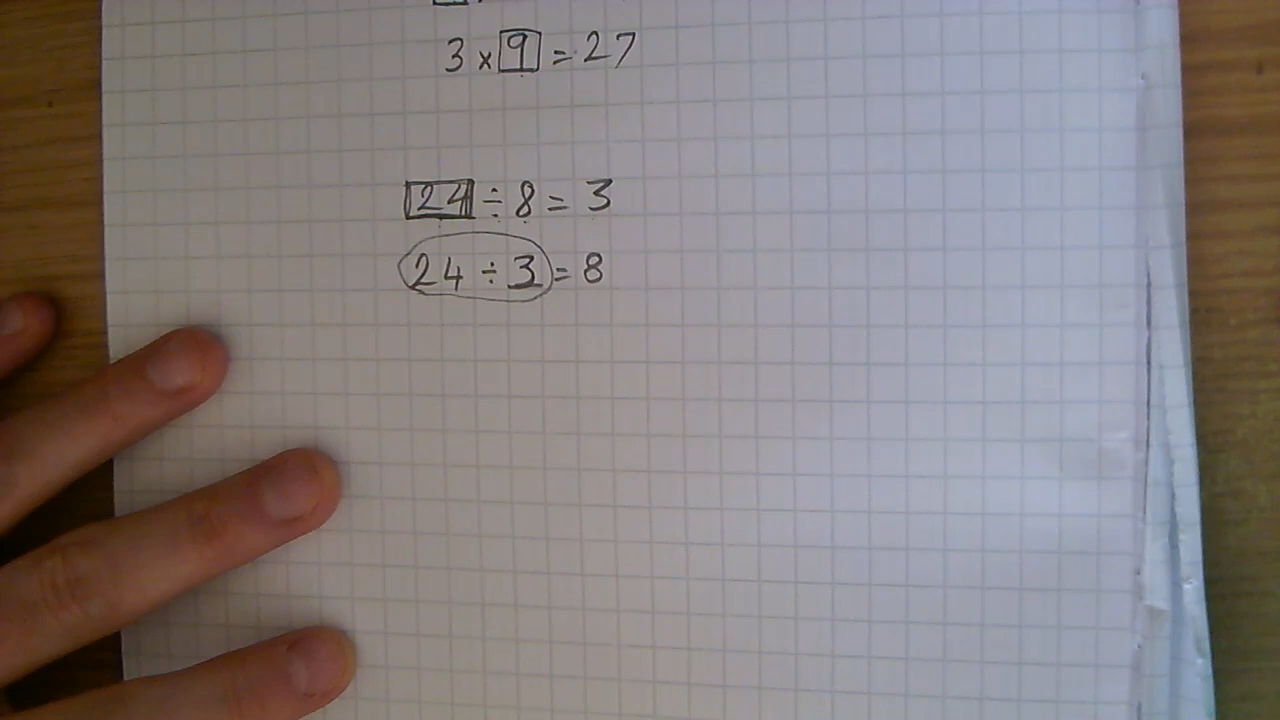 3 × 9 = 27
24 ÷ 8 = 3
24 ÷ 3 = 8